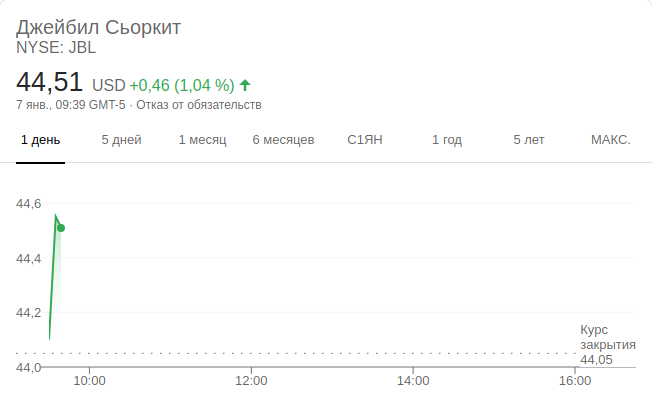 Джейбил Сьоркит
NYSE: JBL
44,51 USD +0,46 (1,04 %)
7 янв., 09:39 GMT-5 · Отказ от обязательств
1 день 5 дней 1 месяц 6 месяцев С1ЯН 1 год 5 лет МАКС.
44,6
44,4
44,2
44,0
Курс
закрытия
44,05
10:00 12:00 14:00 16:00